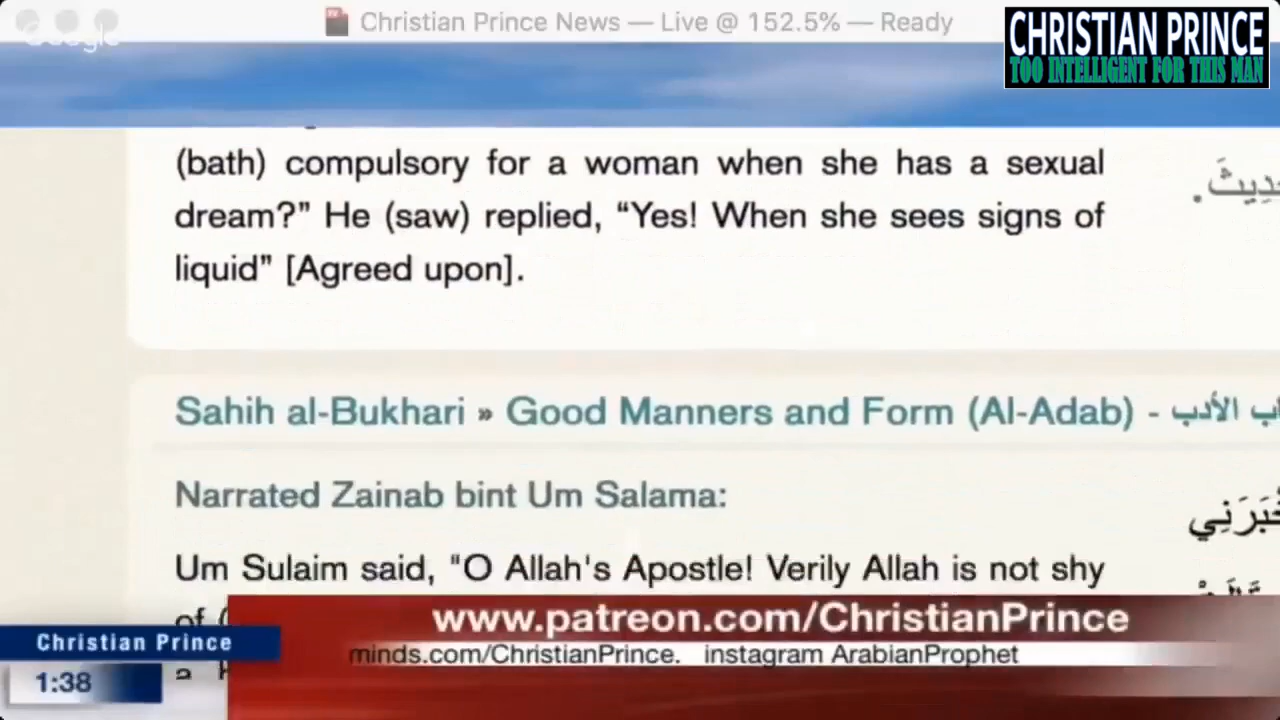 Christian Prince News — Live @ 152.5% — Ready
Google
CHRISTIAN PRINCE
TOO INTELLIGENT FOR THIS MAN
(bath) compulsory for a woman when she has a sexual
dream?” He (saw) replied, “Yes! When she sees signs of
liquid” [Agreed upon].
Sahih al-Bukhari » Good Manners and Form (Al-Adab) - ب الأدب
Narrated Zainab bint Um Salama:
Um Sulaim said, "O Allah's Apostle! Verily Allah is not shy
of (
www.patreon.com/ChristianPrince
Christian Prince
minds.com/ChristianPrince. instagram ArabianProphet
1:38